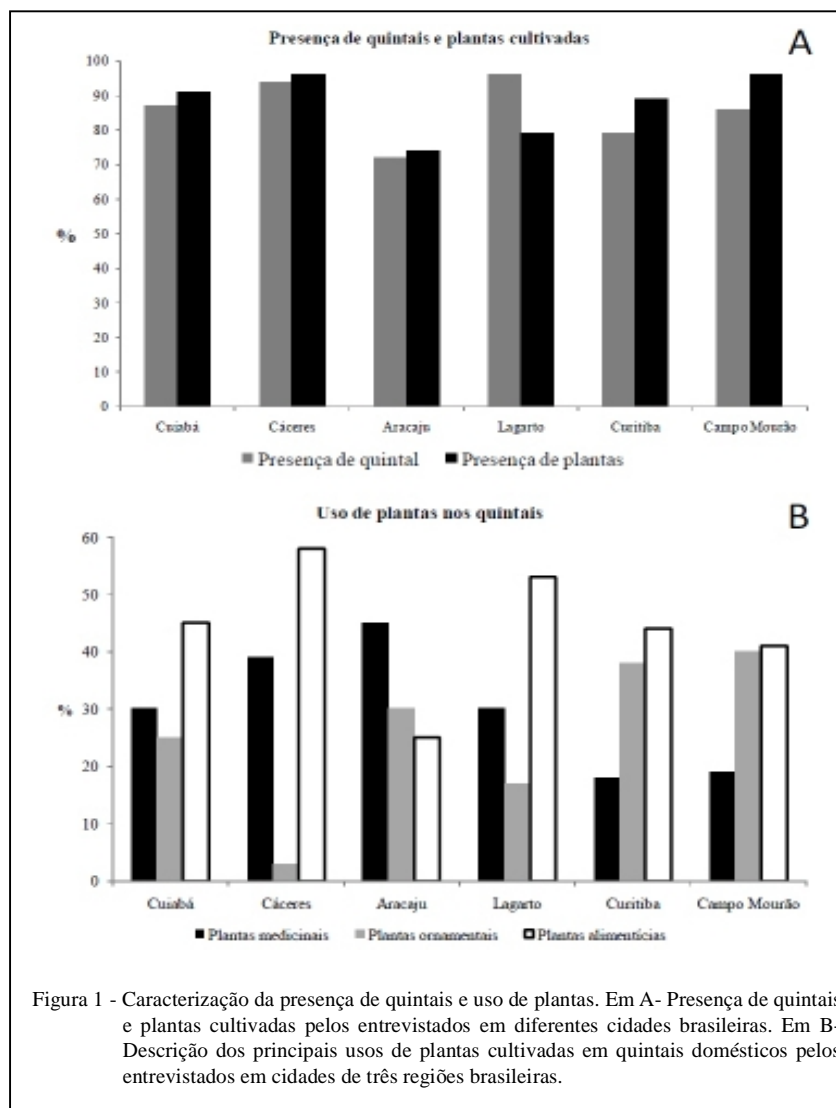 Presença de quintais e plantas cultivadas
A
100
90
80
70
60
50
%
40
30
20
10
0
Cuiabá Cáceres Aracaju Lagarto Curitiba Campo Mourão
Presença de quintal Presença de plantas
Uso de plantas nos quintais
B
60
50
40
30
%
20
10
0
Cuiabá Cáceres Aracaju Lagarto Curitiba Campo Mourão
Plantas medicinais Plantas ornamentais Plantas alimentícias
Figura 1 - Caracterização da presença de quintais e uso de plantas. Em A- Presença de quintais
e plantas cultivadas pelos entrevistados em diferentes cidades brasileiras. Em B-
Descrição dos principais usos de plantas cultivadas em quintais domésticos pelos
entrevistados em cidades de três regiões brasileiras.